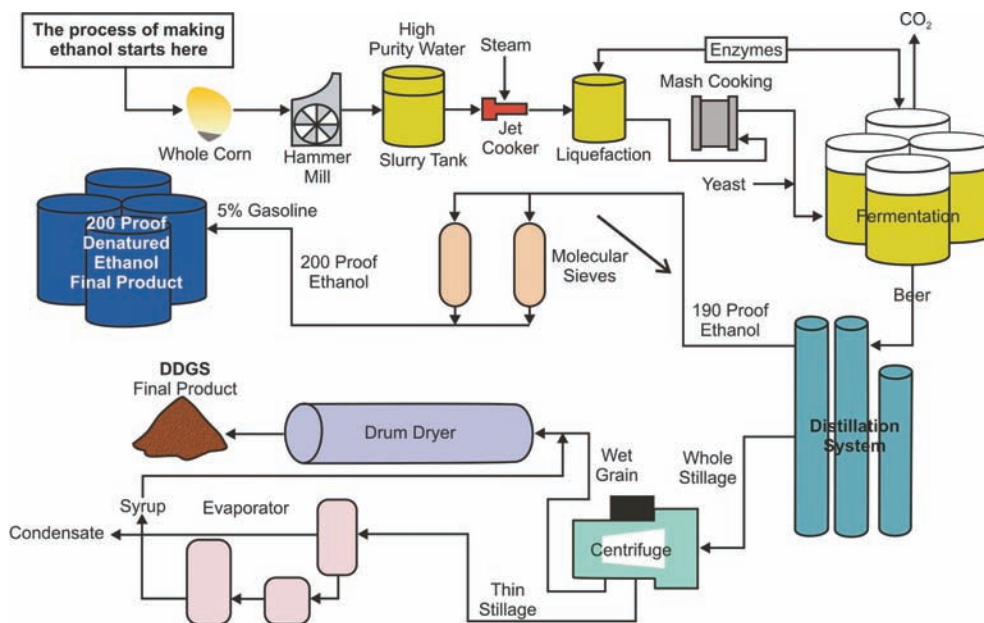 The process of making
ethanol starts here
High
Purity Water
Steam
CO2
Enzymes
Mash Cooking
Whole Corn
Hammer
Mill
Slurry Tank
Jet
Cooker
Liquefaction
Yeast
Fermentation
200 Proof
Denatured
Ethanol
Final Product
5% Gasoline
200 Proof
Ethanol
Molecular
Sieves
190 Proof
Ethanol
Beer
DDGS
Final Product
Drum Dryer
Distillation
System
Wet
Grain
Whole
Stillage
Syrup
Evaporator
Condensate
Centrifuge
Thin
Stillage